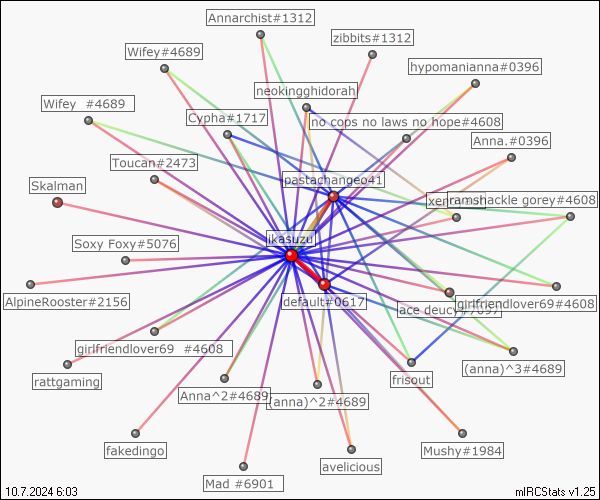 Annarchist#1312
zibbits#1312
Wifey#4689
hypomanianna#0396
neokingghidorah
Wifey #4689
Cypha#1717
no cops no laws no hope#4608
Anna.#0396
Toucan#2473
pastachangeo41
Skalman
ramshackle gorey#4608
Soxy Foxy#5076
ikasuzu
AlpineRooster#2156
default#0617
lace deucy#7097
girlfriendlover69#4608
girlfriendlover69 #4608
rattgaming
frisout
(anna)^3#4689
Anna^2#4689
(anna)^2#4689
fakedingo
Mushy#1984
avelicious
Mad #6901
10.7.2024 6:03
mIRCStats v1.25